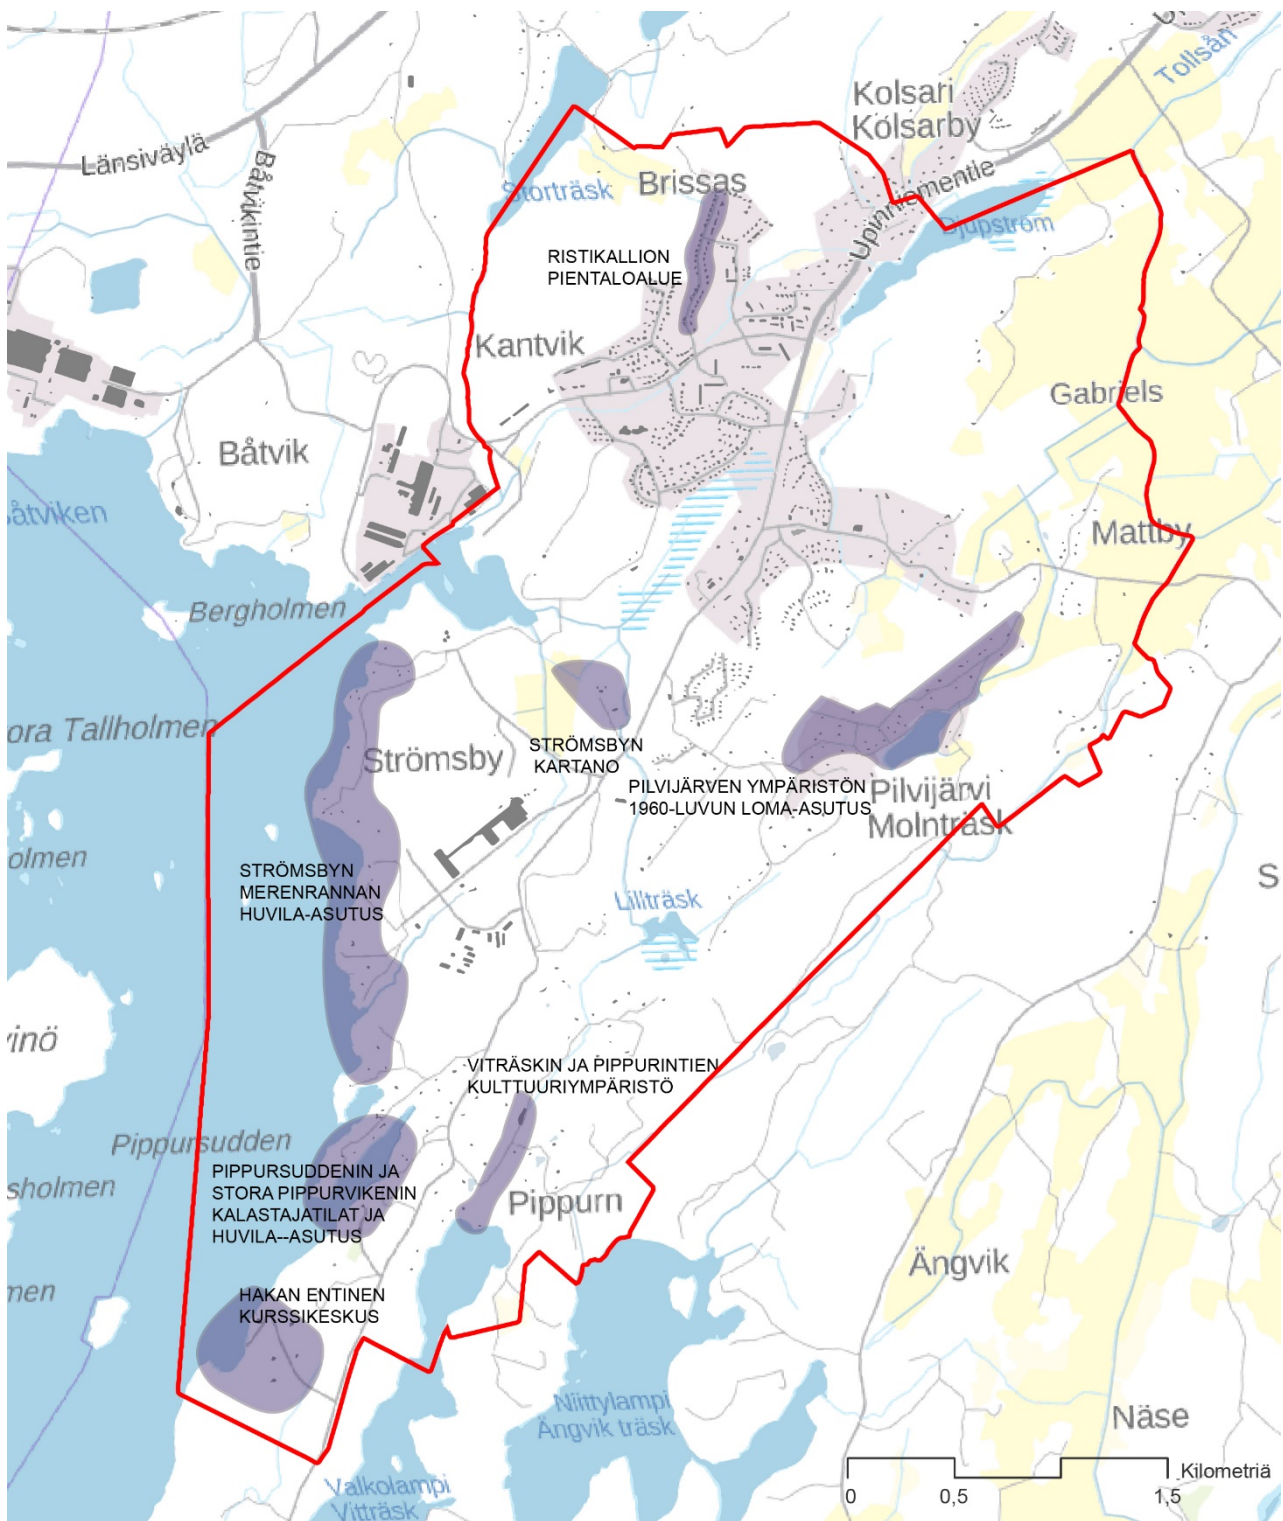 Tollsån
Kolsari
Kolsarby
Länsiväylä
Båtvikintie
Brissas
Storträsk
Upinniementie
Djupström
RISTIKALLION
PIENTALOALUE
Kantvik
Gabriels
Båtvik
Mattby
Bergholmen
STRÖMSBYN
KARTANO
Strömsby
PILVIJÄRVEN YMPÄRISTÖN
1960-LUVUN LOMA-ASUTUS
Pilvijärvi
Molnträsk
STRÖMSBYN
MERENRANNAN
HUVILA-ASUTUS
Lillträsk
VITRÄSKIN JA PIPPURINTIEN
KULTTUURIYMPÄRISTÖ
Pippursudden
PIPPURSUDDENIN JA
STORA PIPPURVIKENIN
KALASTAJATILAT JA
HUVILA--ASUTUS
Pippurn
Ängvik
HAKAN ENTINEN
KURSSIKESKUS
Niittylampi
Ängvik träsk
Näse
Valkolampi
Vitträsk
Kilometriä
0 0,5 1,5